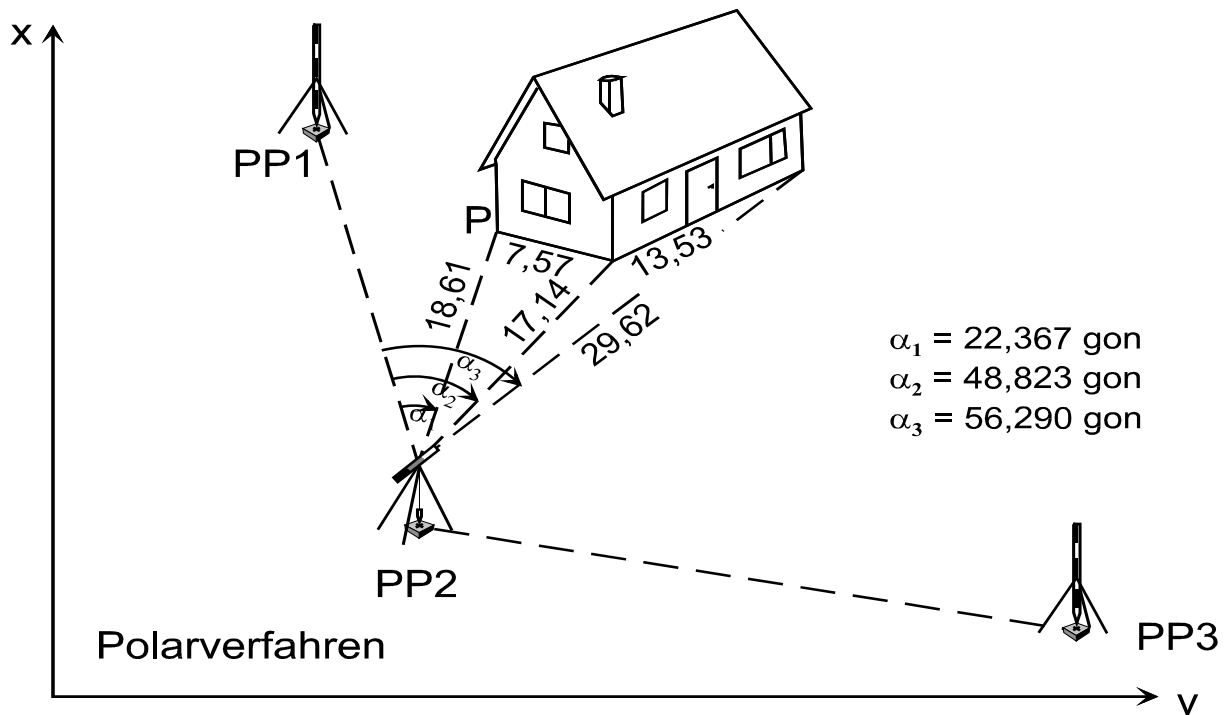 x
PP1
P
7,57
13,53
18,61
17,14
29,62
α₁ = 22,367 gon
α₂ = 48,823 gon
α₃ = 56,290 gon
α₃
α₂
α
PP2
PP3
Polarverfahren
y